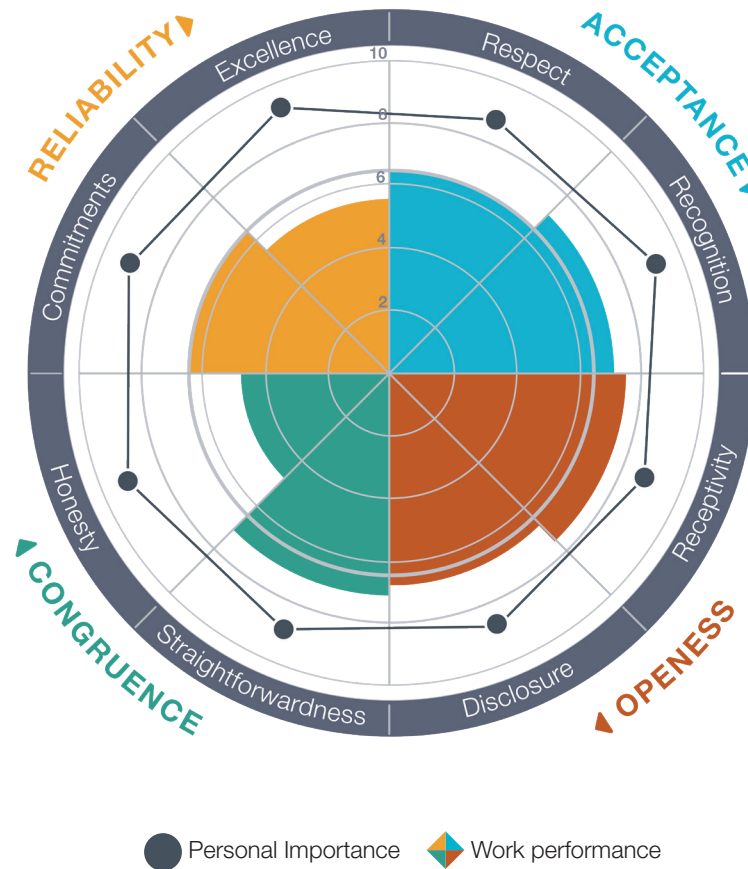 RELIABILITY
ACCEPTANCE
Excellence
Respect
Commitments
Recognition
Honesty
Receptivity
Straightforwardness
Disclosure
CONGRUENCE
OPENESS
10
8
6
4
2
Personal Importance
Work performance